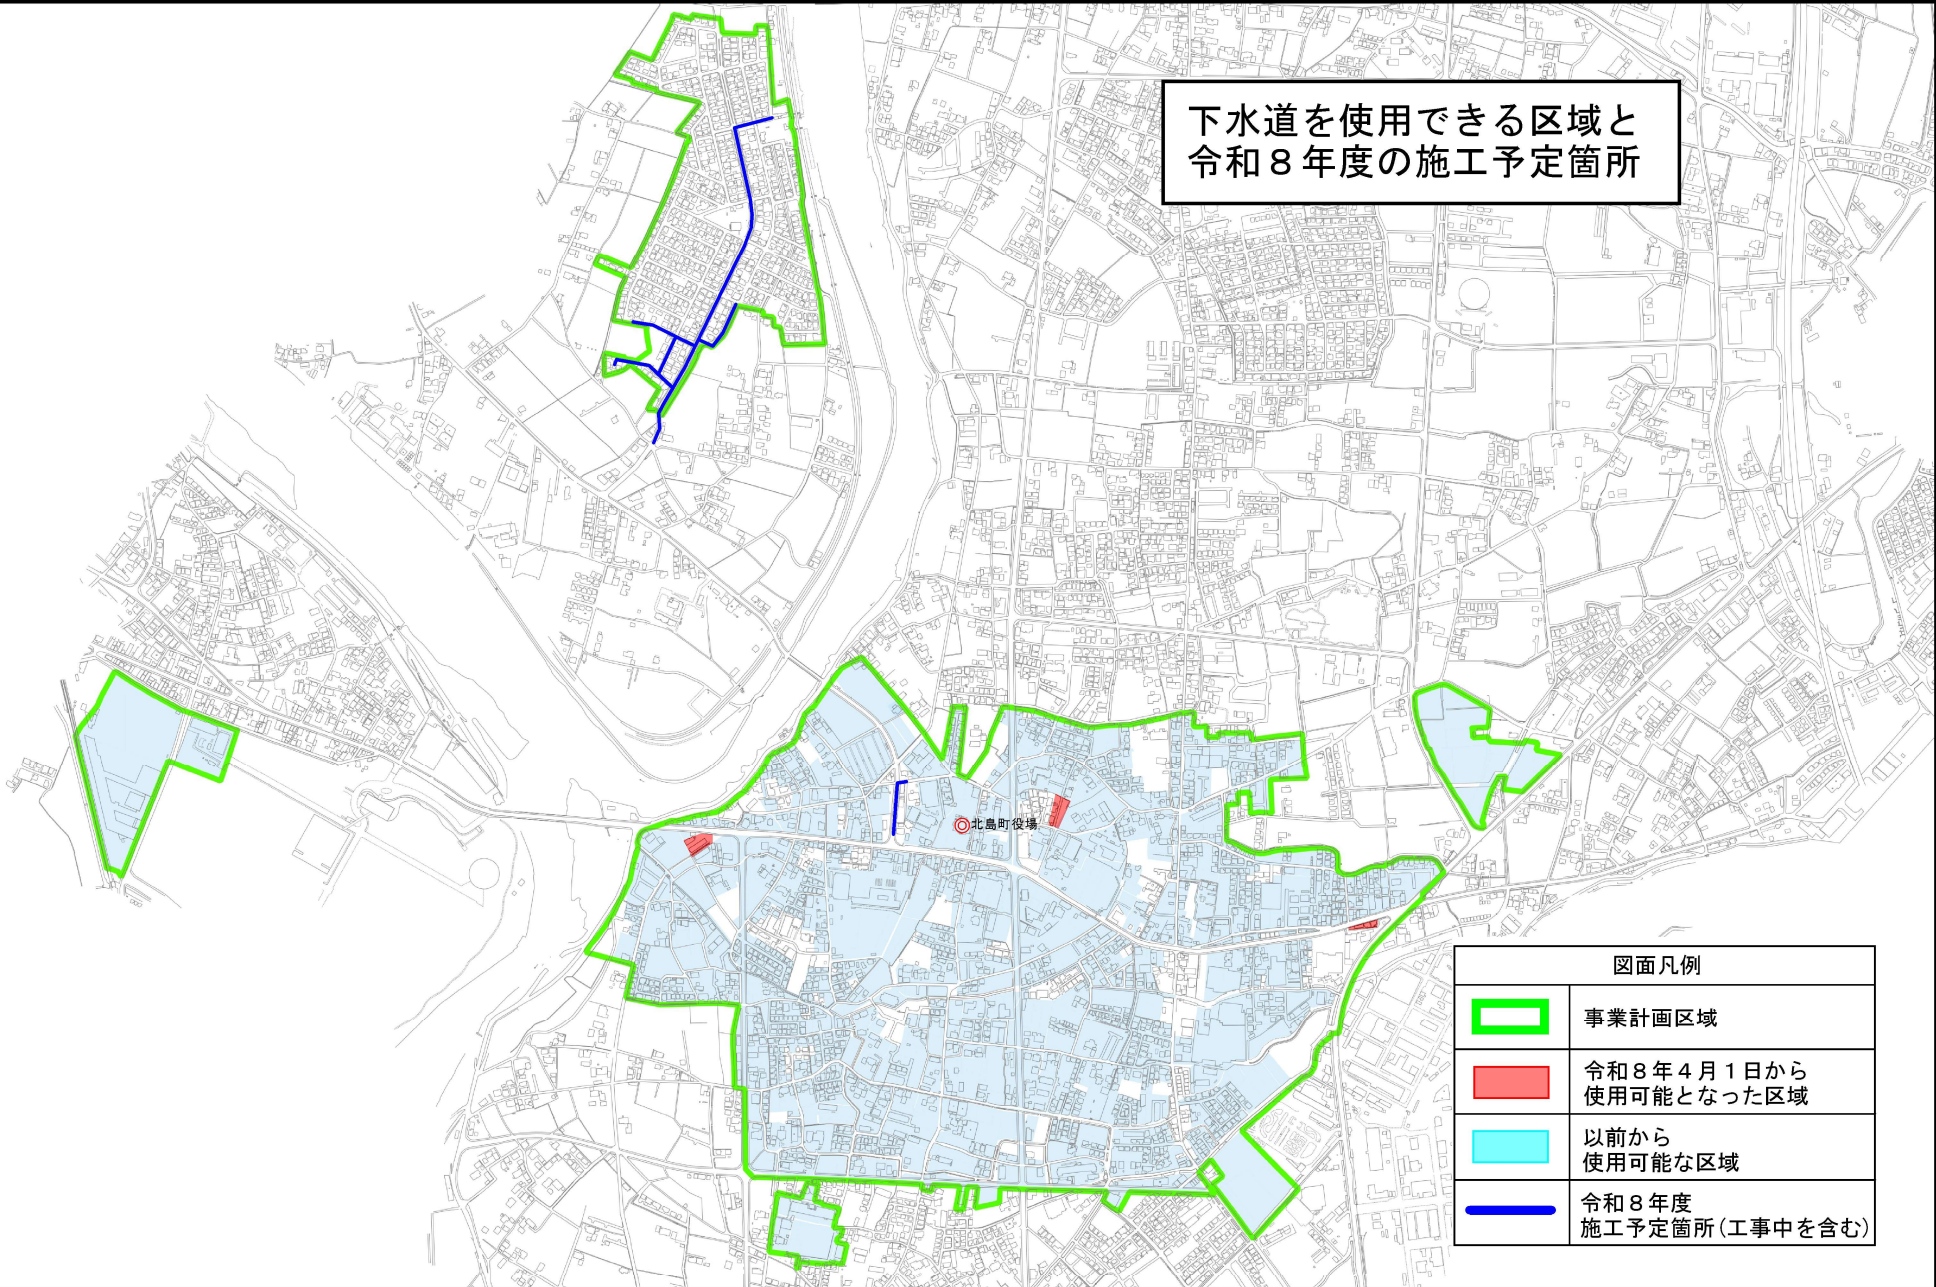 下水道を使用できる区域と
令和８年度の施工予定箇所
北島町役場
図面凡例
事業計画区域
令和８年４月１日から
使用可能となった区域
以前から
使用可能な区域
令和８年度
施工予定箇所(工事中を含む)